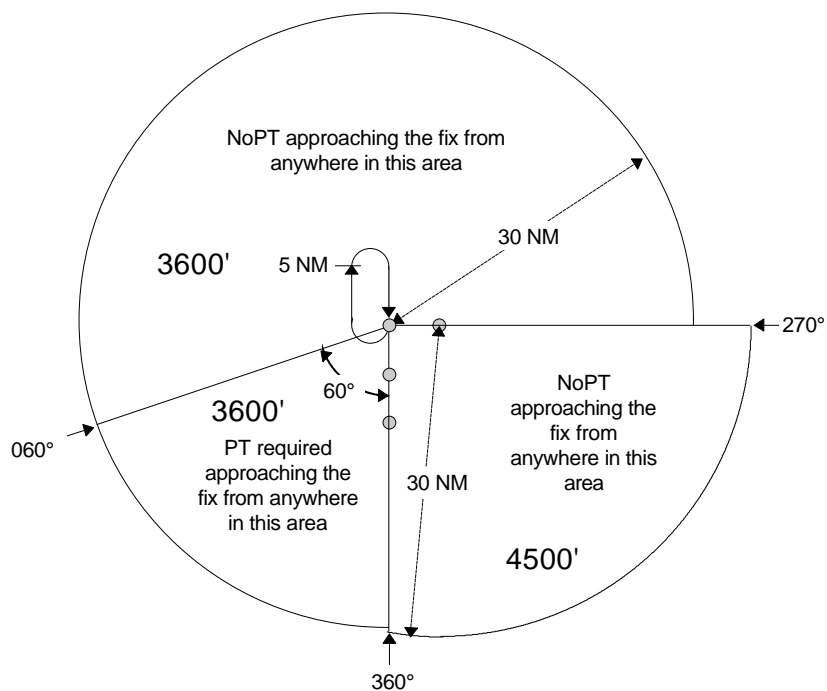 NoPT approaching the fix from
anywhere in this area
30 NM
3600'
5 NM
270°
60°
NoPT
approaching the
fix from
anywhere in this
area
3600'
060°
PT required
approaching the
fix from anywhere
in this area
30 NM
4500'
360°